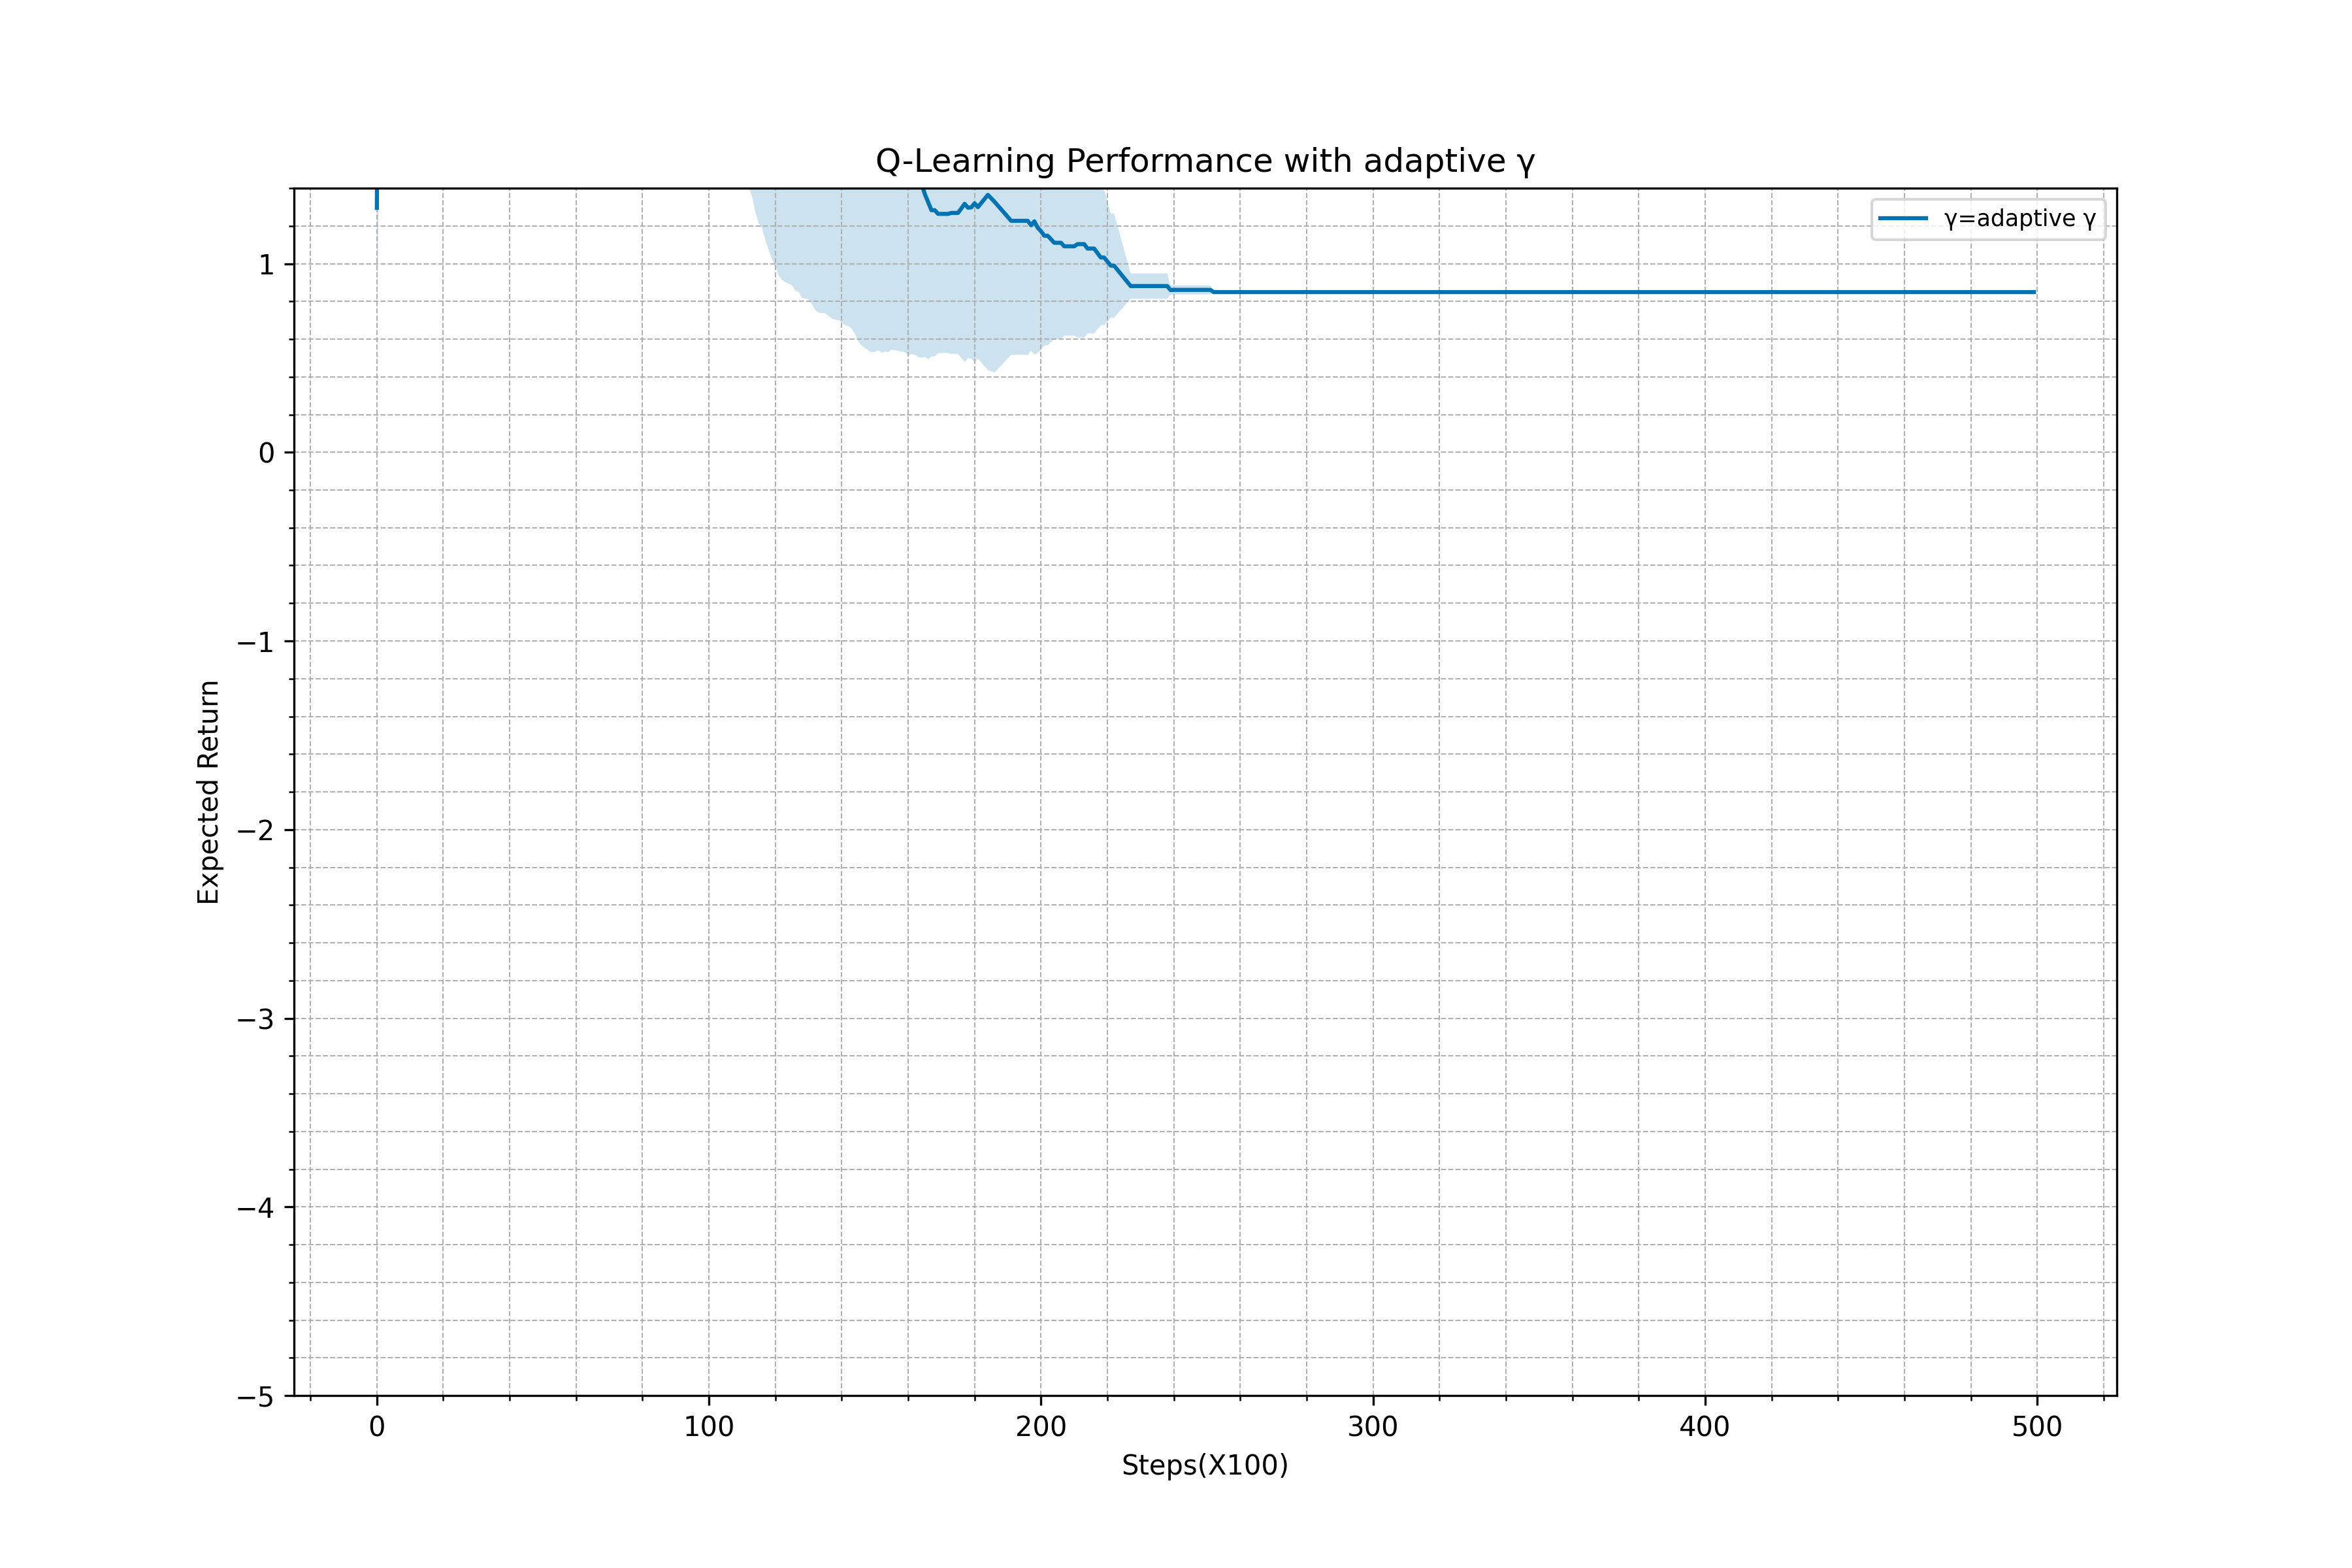 Q-Learning Performance with adaptive γ
γ=adaptive γ
Expected Return
1
0
−1
−2
−3
−4
−5
0 100 200 300 400 500
Steps(X100)